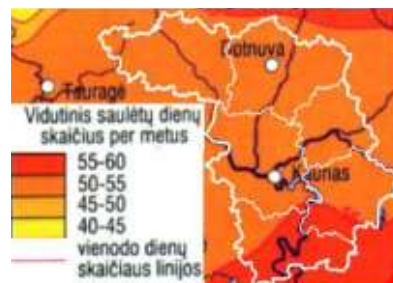 Dotnuva
Tauragė
Vidutinis saulėtų dienų
skaičius per metus
55-60
50-55
45-50
40-45
Kaunas
vienodo dienų
skaičiaus linijos